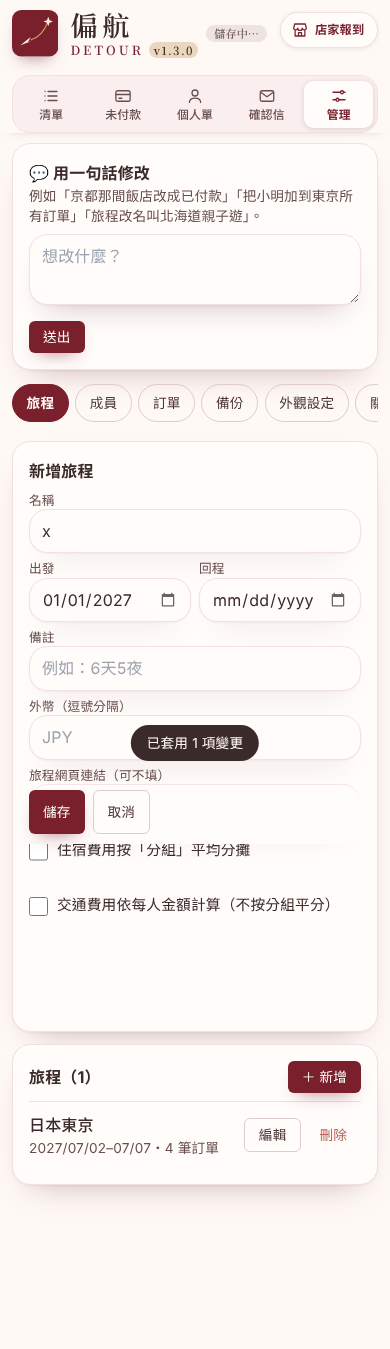 偏航
DETOUR v1.3.0
儲存中…
店家報到
清單
未付款
個人單
確認信
管理
💬 用一句話修改
例如「京都那間飯店改成已付款」「把小明加到東京所
有訂單」「旅程改名叫北海道親子遊」。
想改什麼？
送出
旅程
成員
訂單
備份
外觀設定
新增旅程
名稱
x
出發
回程
01/01/2027
mm/dd/yyyy
備註
例如：6天5夜
外幣（逗號分隔）
JPY
已套用 1 項變更
旅程網頁連結（可不填）
儲存
取消
住宿費用按「分組」平均分攤
交通費用依每人金額計算（不按分組平分）
旅程（1）
＋ 新增
日本東京
2027/07/02–07/07・4 筆訂單
編輯
刪除